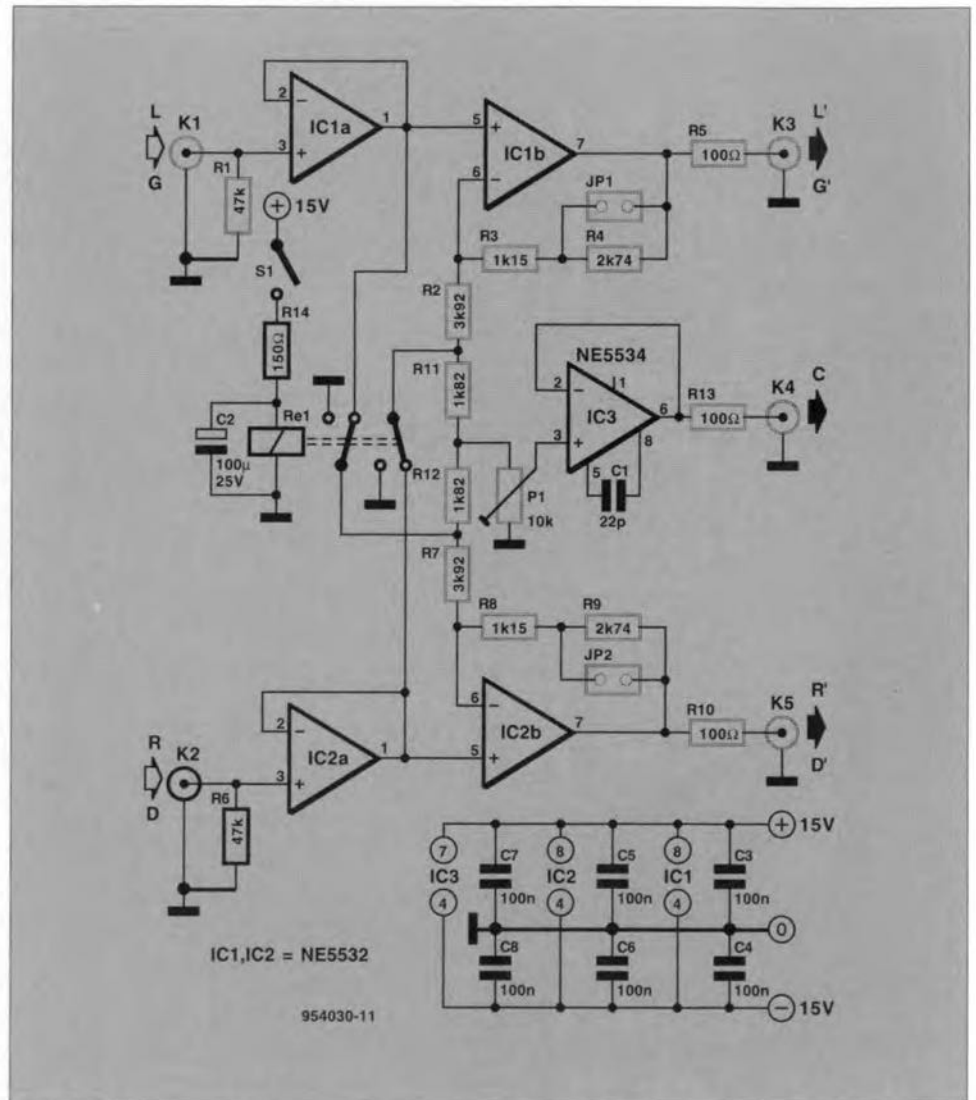 L
K1
G
R1
47k
2
−
3
+
IC1a
1
+
15V
S1
R14
150Ω
C2
100µ
25V
Re1
5
+
6
−
IC1b
7
JP1
R3
1k15
R4
2k74
R5
100Ω
K3
L'
G'
R2
3k92
R11
1k82
R12
1k82
R7
3k92
P1
10k
NE5534
2
−
3
+
1
IC3
6
8
5
C1
22p
R13
100Ω
K4
C
R8
1k15
R9
2k74
JP2
6
−
5
+
IC2b
7
R10
100Ω
K5
R'
D'
R
K2
D
R6
47k
2
−
3
+
IC2a
1
+
15V
7
IC3
4
C7
100n
8
IC2
4
C5
100n
8
IC1
4
C3
100n
0
C8
100n
C6
100n
C4
100n
−
15V
IC1,IC2 = NE5532
954030-11